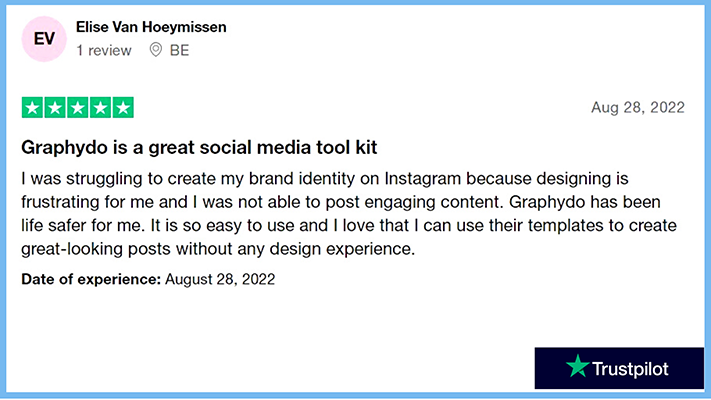 EV
Elise Van Hoeymissen
1 review BE
Aug 28, 2022
Graphydo is a great social media tool kit
I was struggling to create my brand identity on Instagram because designing is
frustrating for me and I was not able to post engaging content. Graphydo has been
life safer for me. It is so easy to use and I love that I can use their templates to create
great-looking posts without any design experience.
Date of experience: August 28, 2022
Trustpilot